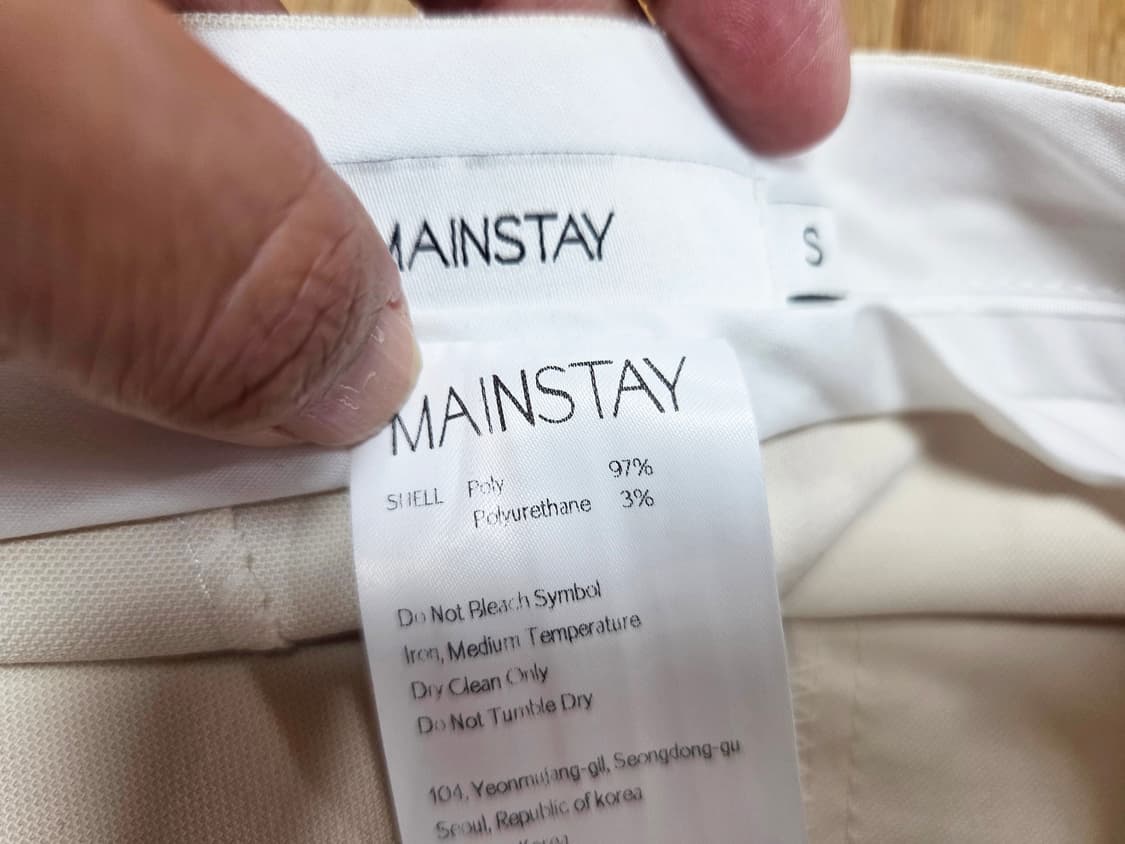 MAINSTAY
S
MAINSTAY
SHELL Poly 97%
Polyurethane 3%
Do Not Bleach Symbol
Iron, Medium Temperature
Dry Clean Only
Do Not Tumble Dry
104, Yeonmujang-gil, Seongdong-gu
Seoul, Republic of korea
Korea